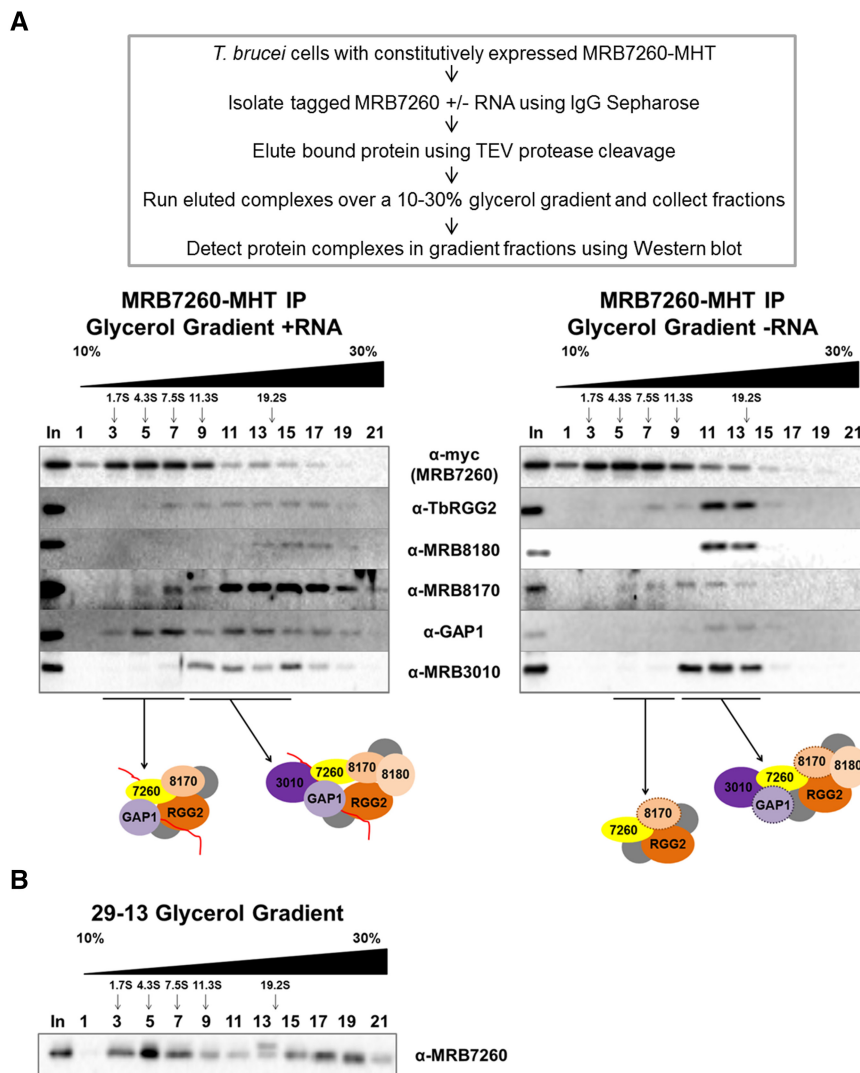 A
T. brucei cells with constitutively expressed MRB7260-MHT
Isolate tagged MRB7260 +/- RNA using IgG Sepharose
Elute bound protein using TEV protease cleavage
Run eluted complexes over a 10-30% glycerol gradient and collect fractions
Detect protein complexes in gradient fractions using Western blot
MRB7260-MHT IP
Glycerol Gradient +RNA
10% 30%
1.7S 4.3S 7.5S 11.3S 19.2S
In 1 3 5 7 9 11 13 15 17 19 21
MRB7260-MHT IP
Glycerol Gradient -RNA
10% 30%
1.7S 4.3S 7.5S 11.3S 19.2S
In 1 3 5 7 9 11 13 15 17 19 21
α-myc
(MRB7260)
α-TbRGG2
α-MRB8180
α-MRB8170
α-GAP1
α-MRB3010
7260 8170
GAP1 RGG2
3010 7260 8170 8180
GAP1 RGG2
7260 8170
RGG2
3010 7260 8170 8180
GAP1 RGG2
B
29-13 Glycerol Gradient
10% 30%
1.7S 4.3S 7.5S 11.3S 19.2S
In 1 3 5 7 9 11 13 15 17 19 21
α-MRB7260